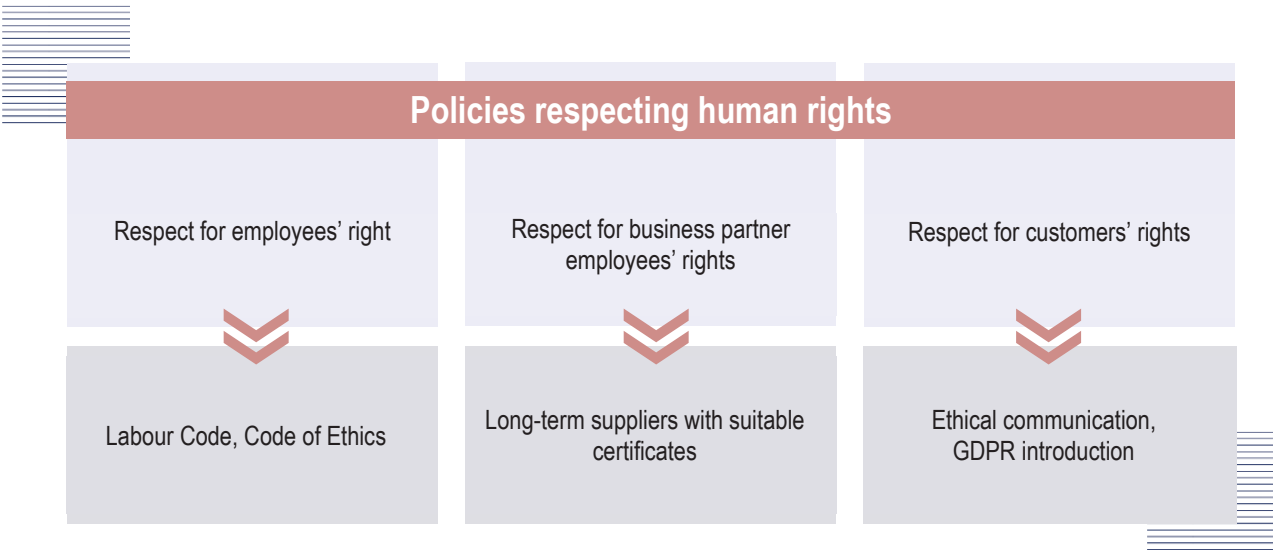 Policies respecting human rights
Respect for employees’ right
Respect for business partner
employees’ rights
Respect for customers’ rights
Labour Code, Code of Ethics
Long-term suppliers with suitable
certificates
Ethical communication,
GDPR introduction